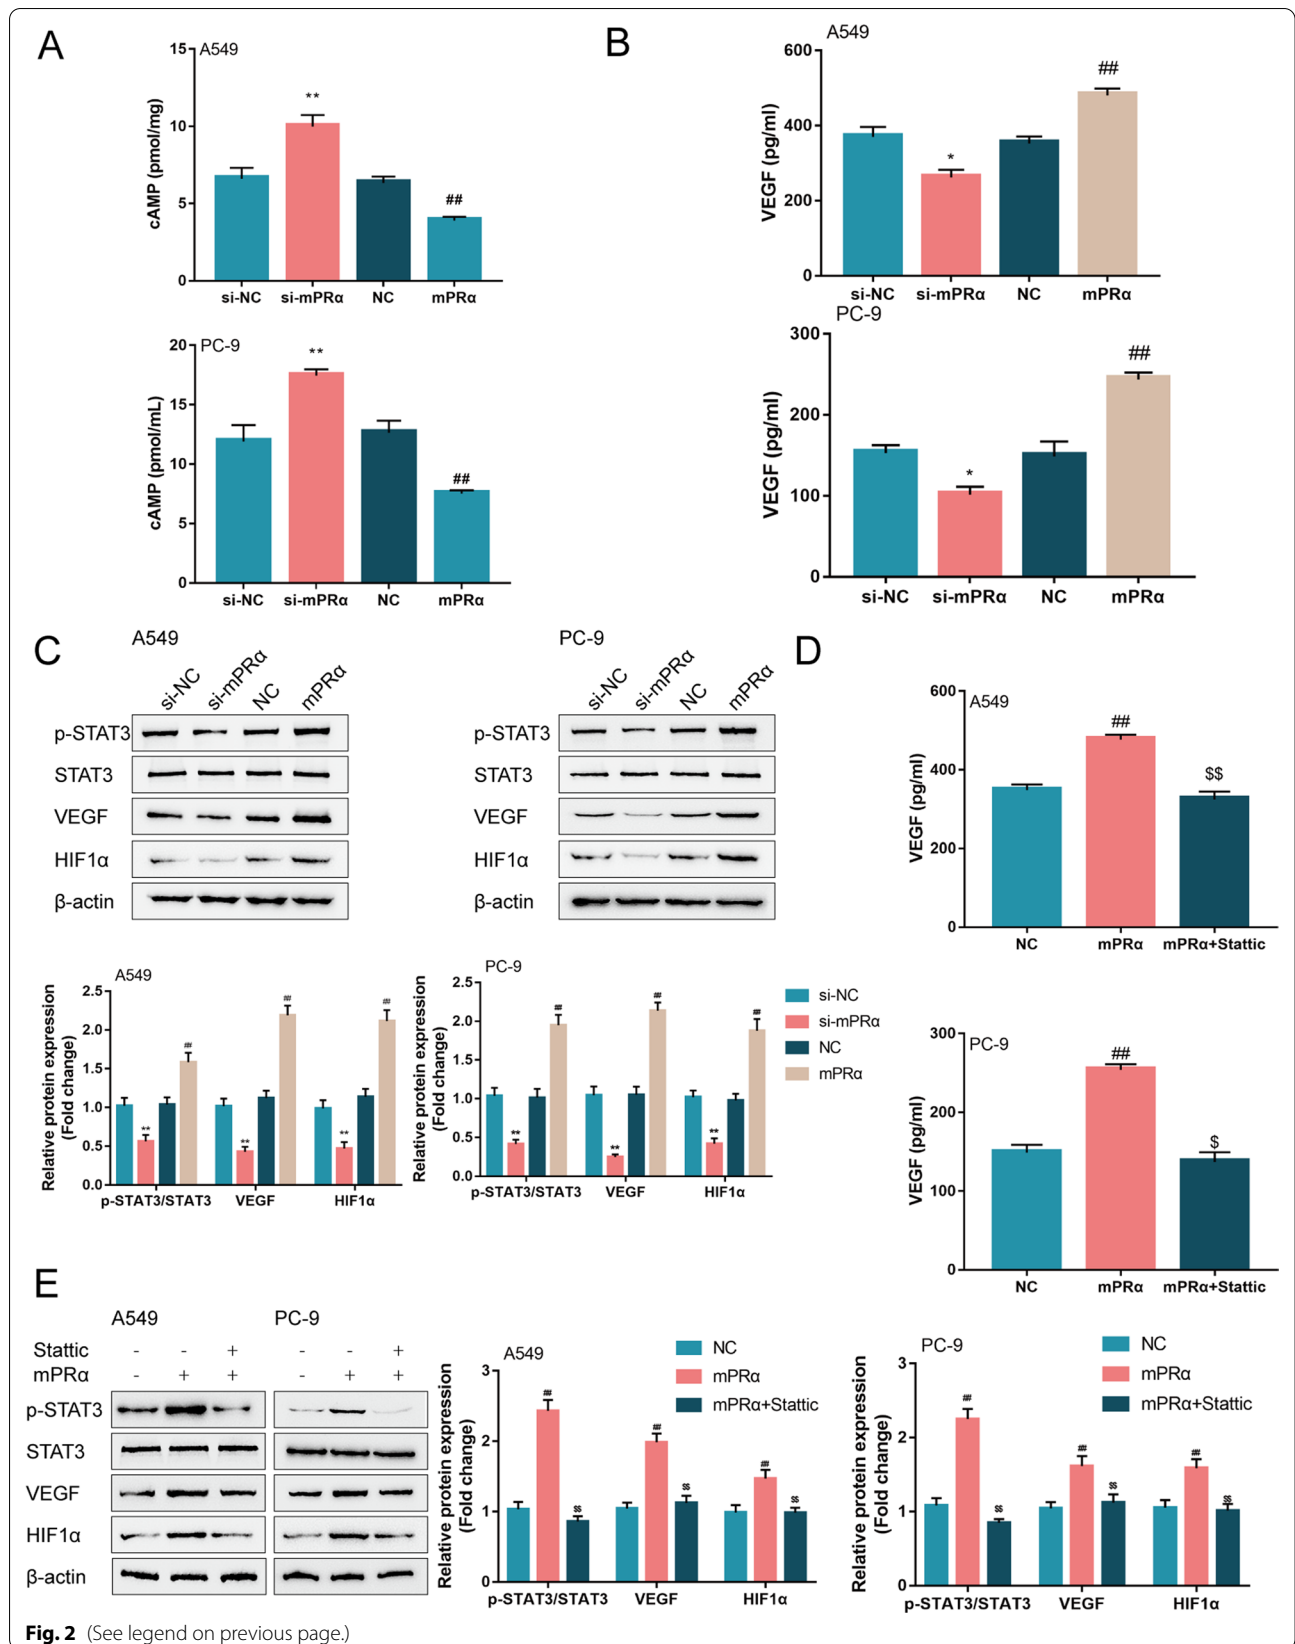 A
A549
15
10
5
0
cAMP (pmol/mg)
**
##
si-NC si-mPRα NC mPRα
PC-9
20
15
10
5
0
cAMP (pmol/mL)
**
##
si-NC si-mPRα NC mPRα
B
A549
600
400
200
0
VEGF (pg/ml)
*
##
si-NC si-mPRα NC mPRα
PC-9
300
200
100
0
VEGF (pg/ml)
*
##
si-NC si-mPRα NC mPRα
C
A549
si-NC si-mPRα NC mPRα
p-STAT3
STAT3
VEGF
HIF1α
β-actin
PC-9
si-NC si-mPRα NC mPRα
p-STAT3
STAT3
VEGF
HIF1α
β-actin
A549
2.5
2.0
1.5
1.0
0.5
0.0
Relative protein expression
(Fold change)
** ## ** ## ** ##
p-STAT3/STAT3 VEGF HIF1α
PC-9
2.5
2.0
1.5
1.0
0.5
0.0
Relative protein expression
(Fold change)
** ## ** ## ** ##
p-STAT3/STAT3 VEGF HIF1α
si-NC
si-mPRα
NC
mPRα
D
A549
600
400
200
0
VEGF (pg/ml)
##
$$
NC mPRα mPRα+Stattic
PC-9
300
200
100
0
VEGF (pg/ml)
##
$
NC mPRα mPRα+Stattic
E
A549 PC-9
Stattic - - + - - +
mPRα - + + - + +
p-STAT3
STAT3
VEGF
HIF1α
β-actin
A549
NC
mPRα
mPRα+Stattic
3
2
1
0
Relative protein expression
(Fold change)
## $$ ## $$ ## $$
p-STAT3/STAT3 VEGF HIF1α
PC-9
NC
mPRα
mPRα+Stattic
3
2
1
0
Relative protein expression
(Fold change)
## $$ ## $$ ## $$
p-STAT3/STAT3 VEGF HIF1α
Fig. 2 (See legend on previous page.)